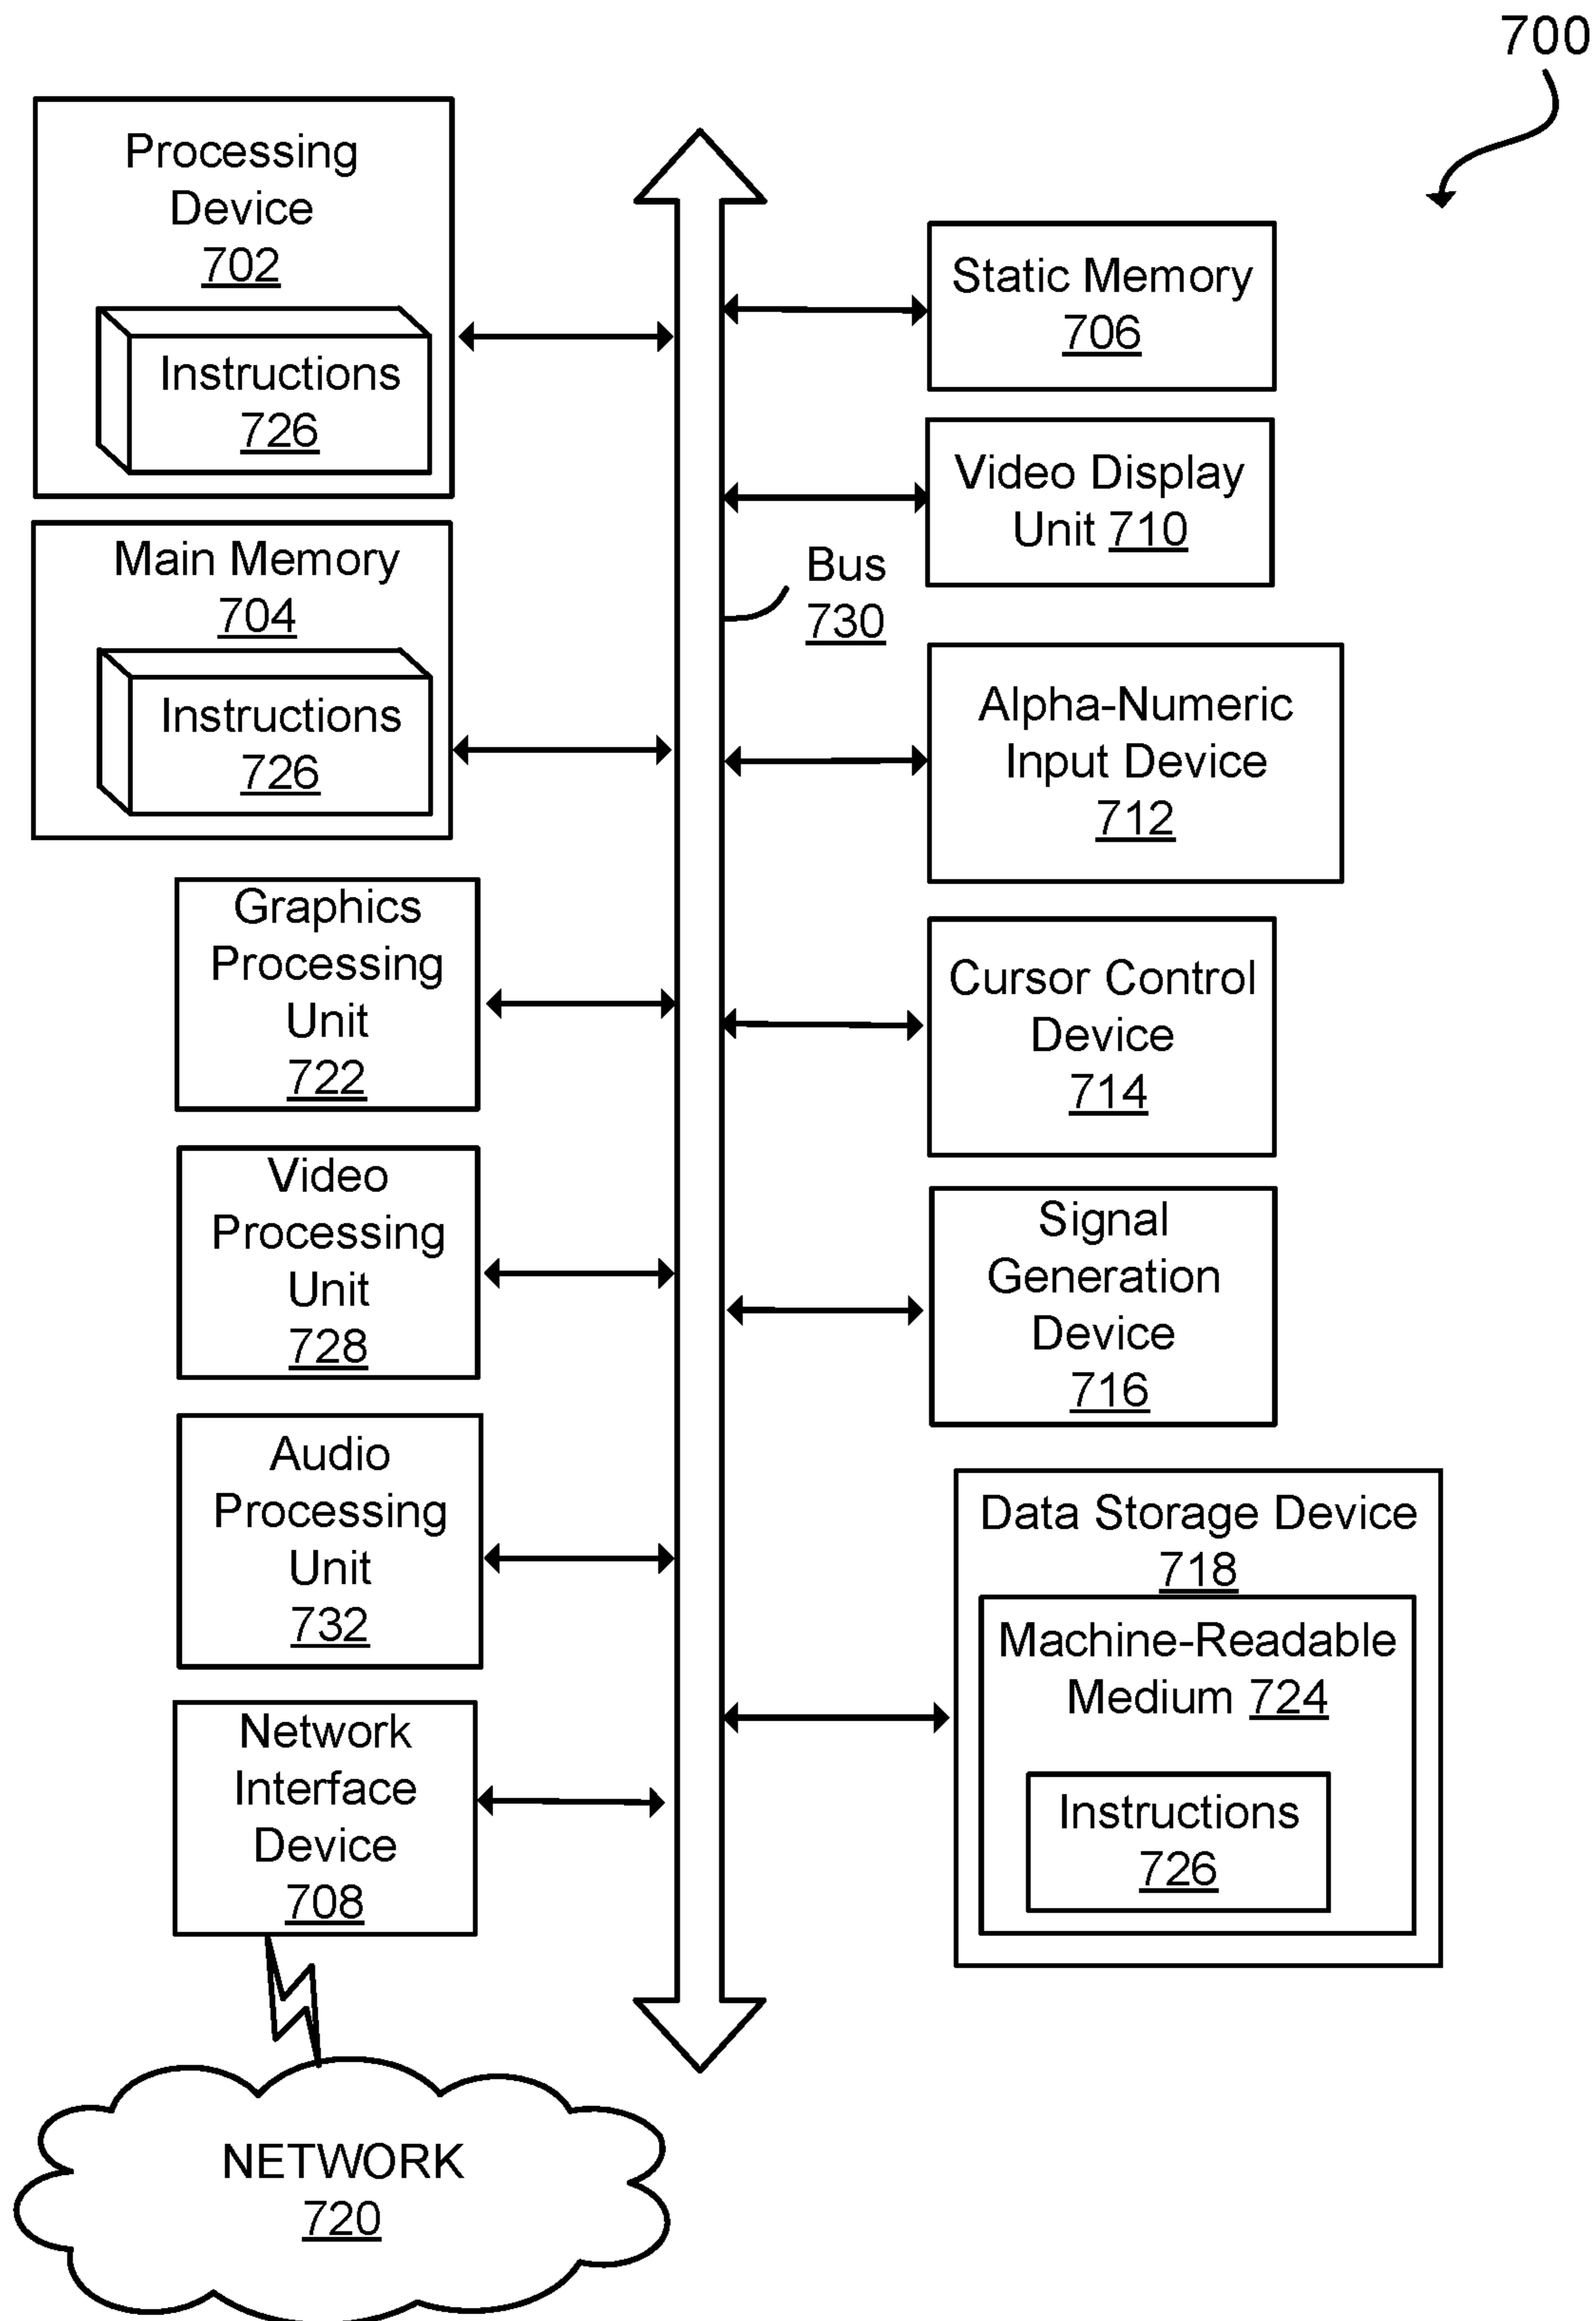 700
Processing
Device
702
Instructions
726
Main Memory
704
Instructions
726
Graphics
Processing
Unit
722
Video
Processing
Unit
728
Audio
Processing
Unit
732
Network
Interface
Device
708
NETWORK
720
Bus
730
Static Memory
706
Video Display
Unit 710
Alpha-Numeric
Input Device
712
Cursor Control
Device
714
Signal
Generation
Device
716
Data Storage Device
718
Machine-Readable
Medium 724
Instructions
726